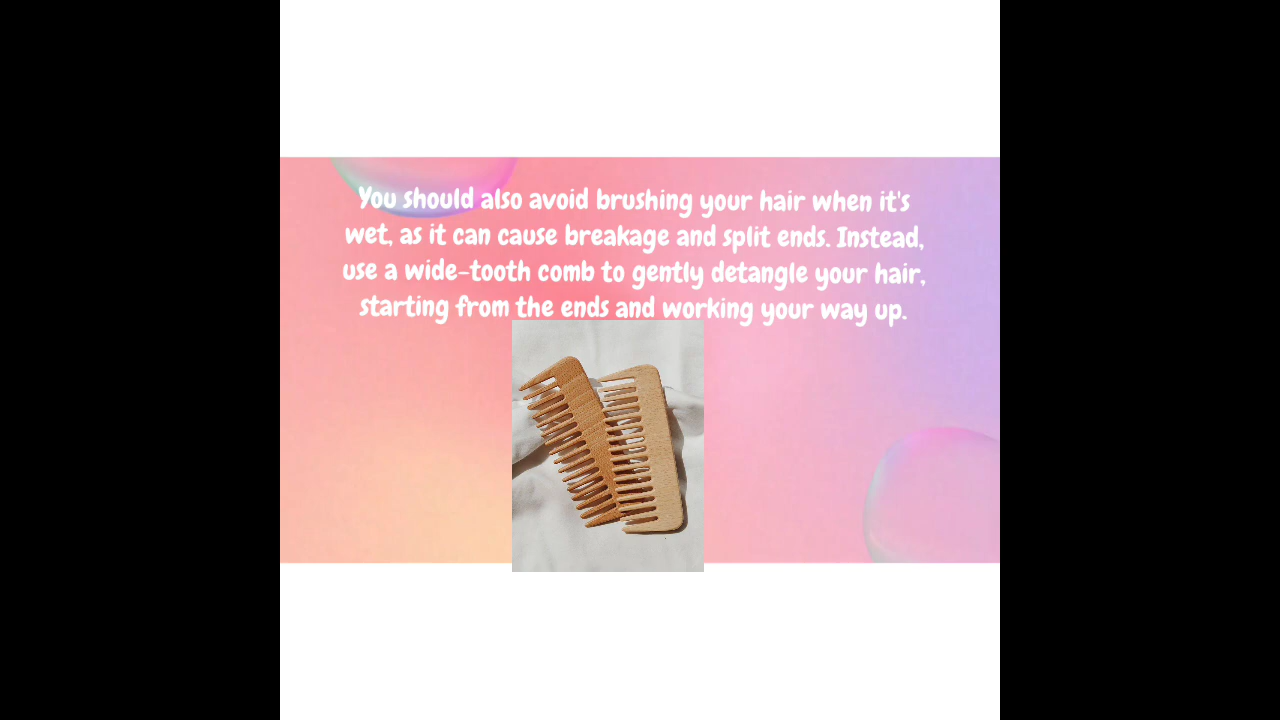 You should also avoid brushing your hair when it's
wet, as it can cause breakage and split ends. Instead,
use a wide-tooth comb to gently detangle your hair,
starting from the ends and working your way up.